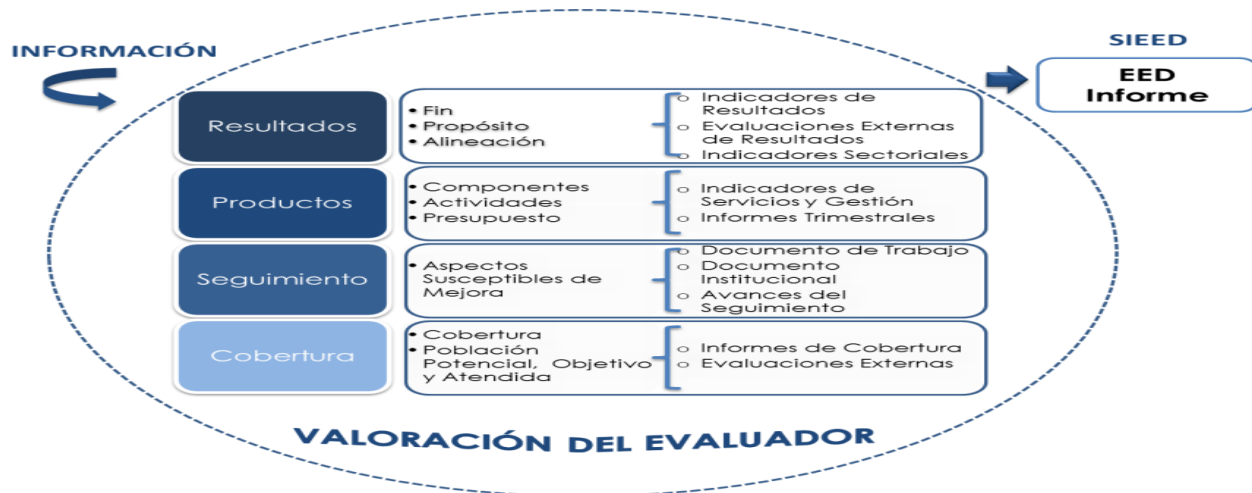 INFORMACIÓN
SIEED
EED
Informe
Resultados
• Fin
• Propósito
• Alineación
o Indicadores de
Resultados
o Evaluaciones Externas
de Resultados
o Indicadores Sectoriales
Productos
• Componentes
• Actividades
• Presupuesto
o Indicadores de
Servicios y Gestión
o Informes Trimestrales
Seguimiento
• Aspectos
Susceptibles de
Mejora
o Documento de Trabajo
o Documento
Institucional
o Avances del
Seguimiento
Cobertura
• Cobertura
• Población
Potencial, Objetivo
y Atendida
o Informes de Cobertura
o Evaluaciones Externas
VALORACIÓN DEL EVALUADOR